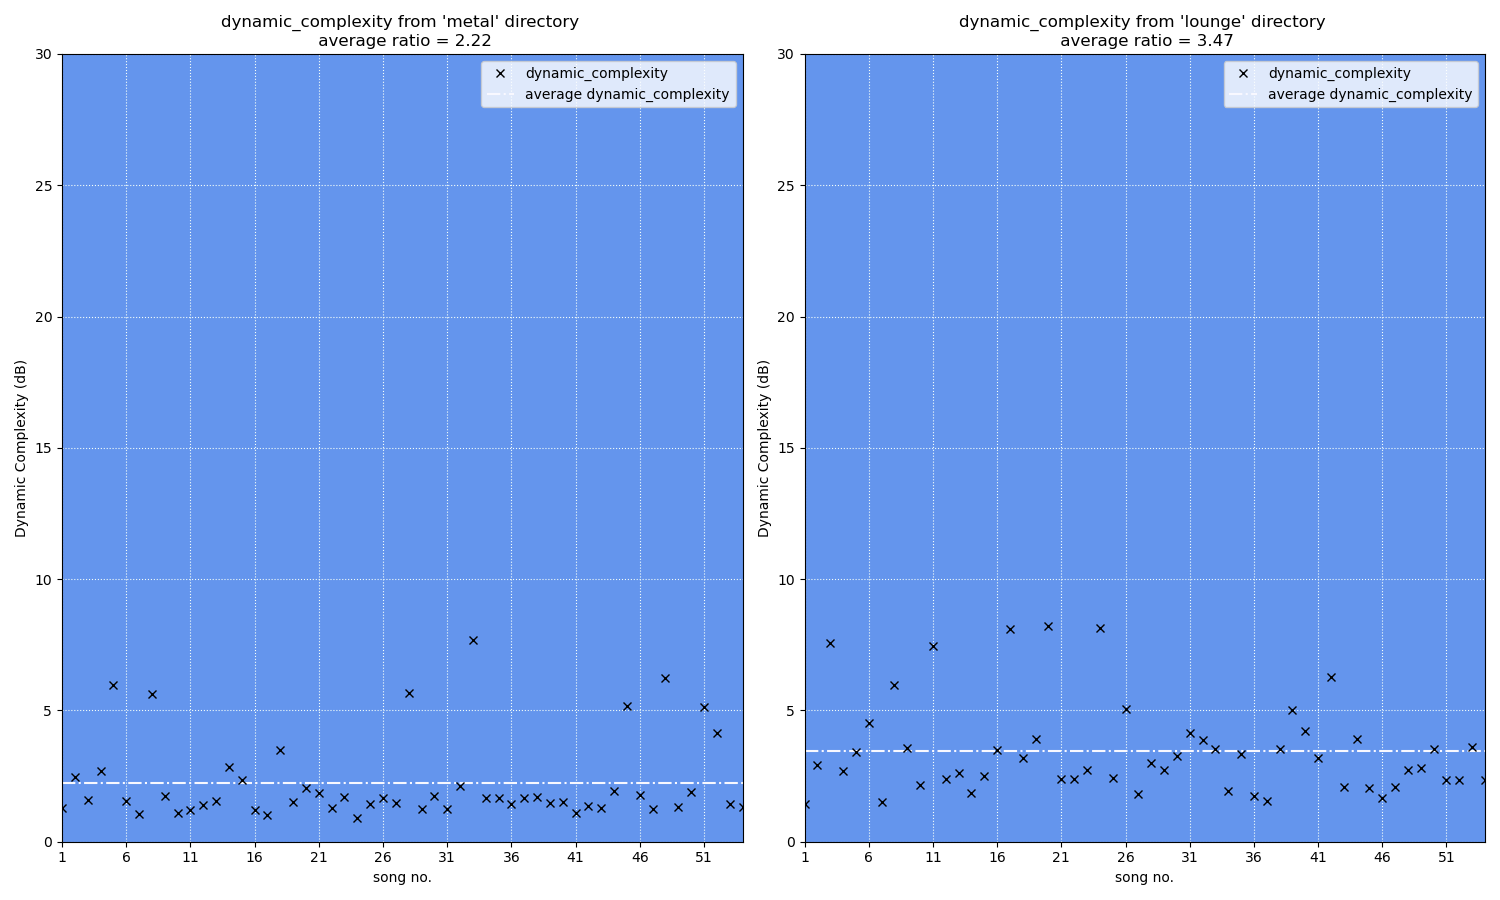 dynamic_complexity from 'metal' directory
average ratio = 2.22
dynamic_complexity
average dynamic_complexity
30
25
20
15
10
5
0
Dynamic Complexity (dB)
1 6 11 16 21 26 31 36 41 46 51
song no.
dynamic_complexity from 'lounge' directory
average ratio = 3.47
dynamic_complexity
average dynamic_complexity
30
25
20
15
10
5
0
Dynamic Complexity (dB)
1 6 11 16 21 26 31 36 41 46 51
song no.